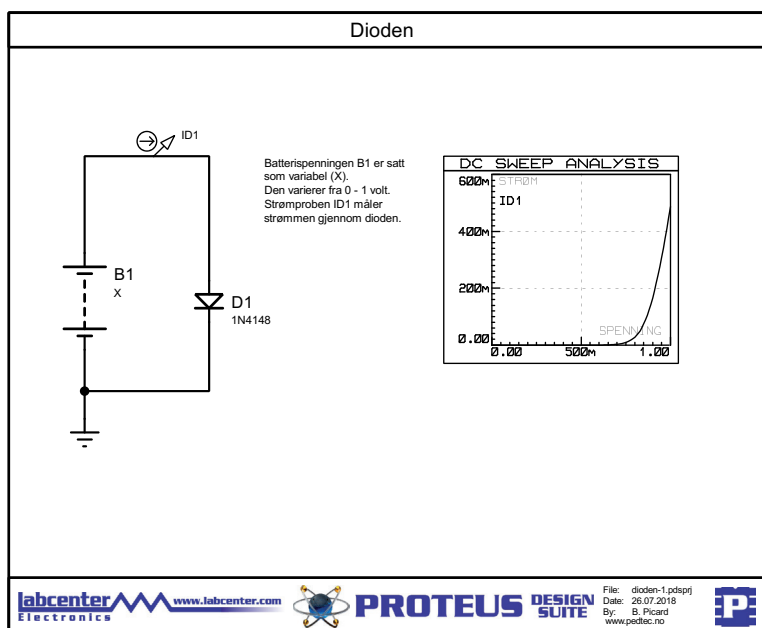 Dioden
ID1
Batterispenningen B1 er satt
som variabel (X).
Den varierer fra 0 - 1 volt.
Strømproben ID1 måler
strømmen gjennom dioden.
B1
X
D1
1N4148
DC SWEEP ANALYSIS
600m
STRØM
ID1
400m
200m
SPENNING
0.00
0.00
500m
1.00
labcenter
Electronics
www.labcenter.com
PROTEUS
DESIGN
SUITE
File: dioden-1.pdsprj
Date: 26.07.2018
By: B. Picard
www.pedtec.no
P